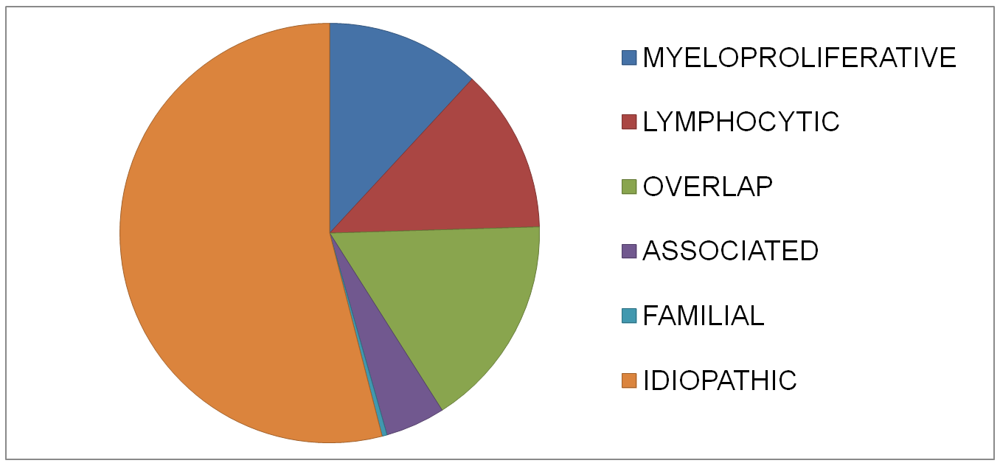 MYELOPROLIFERATIVE
LYMPHOCYTIC
OVERLAP
ASSOCIATED
FAMILIAL
IDIOPATHIC